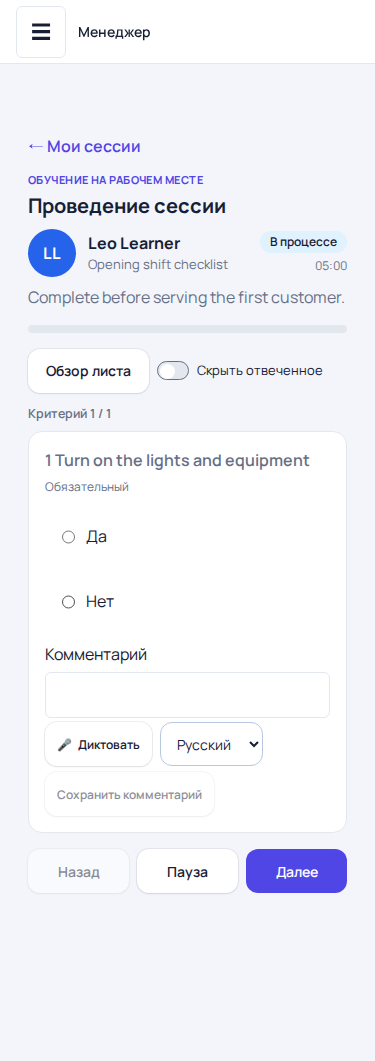 Менеджер
← Мои сессии
ОБУЧЕНИЕ НА РАБОЧЕМ МЕСТЕ
Проведение сессии
LL
Leo Learner
Opening shift checklist
В процессе
05:00
Complete before serving the first customer.
Обзор листа
Скрыть отвеченное
Критерий 1 / 1
1 Turn on the lights and equipment
Обязательный
Да
Нет
Комментарий
Диктовать
Русский
Сохранить комментарий
Назад
Пауза
Далее